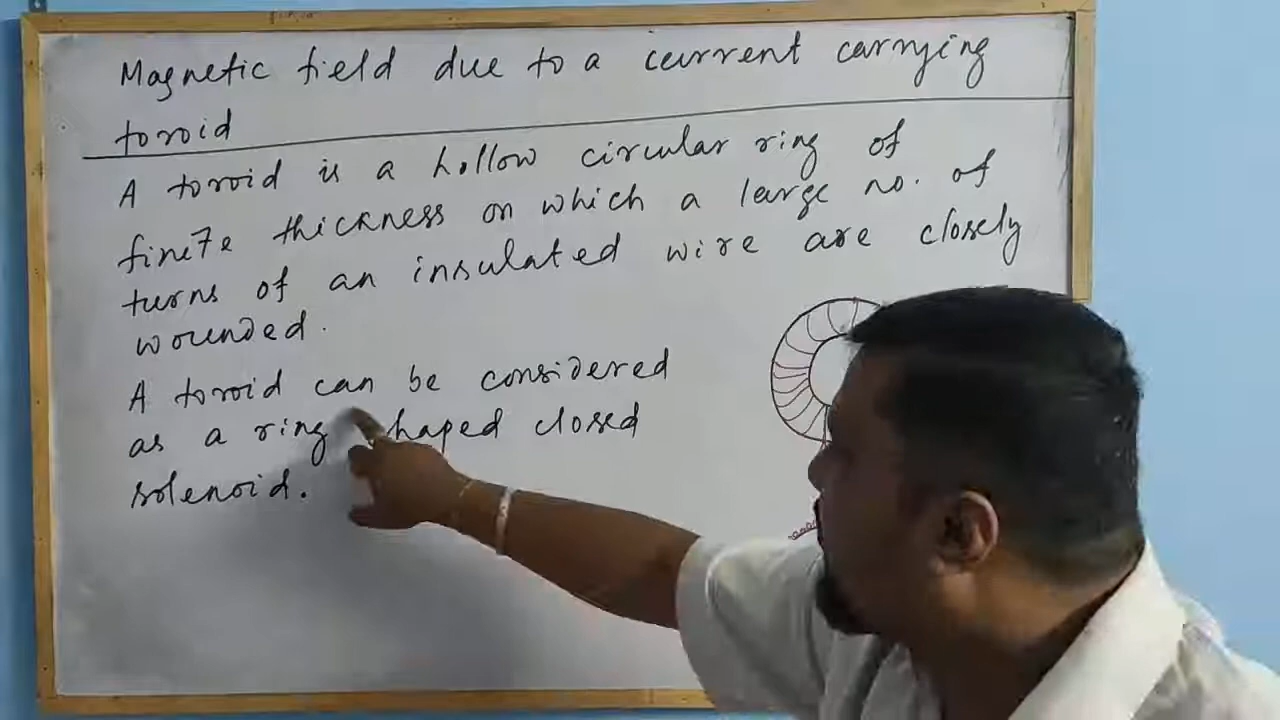 Magnetic field due to a current carrying
toroid
A toroid is a hollow circular ring of
finite thickness on which a large no. of
turns of an insulated wire are closely
wounded.
A toroid can be considered
as a ring haped closed
solenoid.